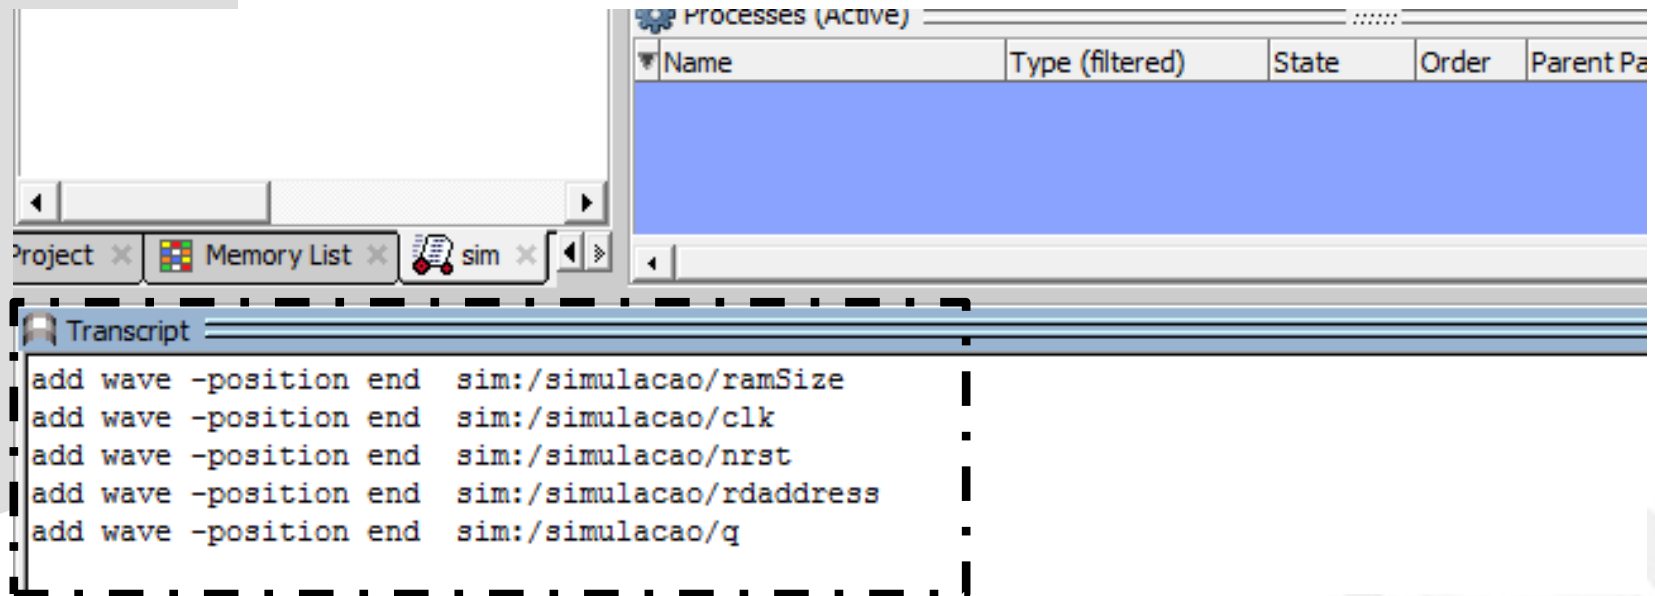 Processes (Active)
Name Type (filtered) State Order Parent Pa
Project Memory List sim
Transcript
add wave -position end  sim:/simulacao/ramSize
add wave -position end  sim:/simulacao/clk
add wave -position end  sim:/simulacao/nrst
add wave -position end  sim:/simulacao/rdaddress
add wave -position end  sim:/simulacao/q